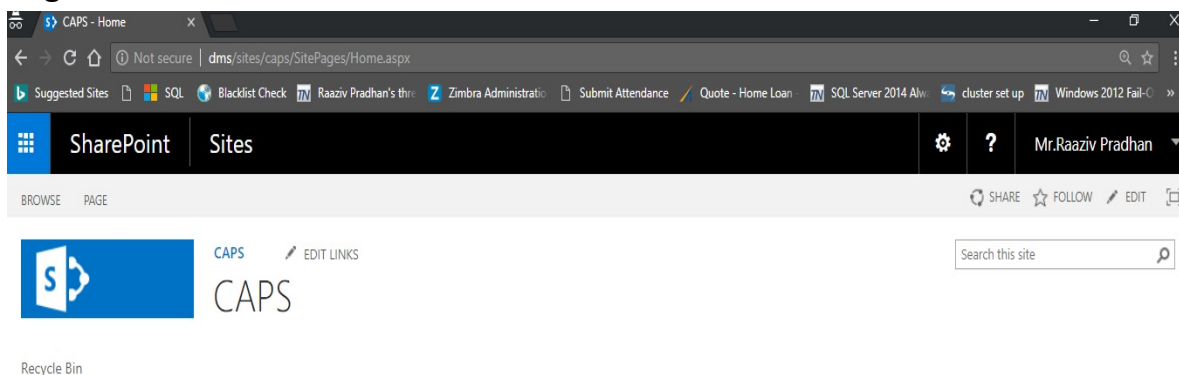 CAPS - Home
Not secure | dms/sites/caps/SitePages/Home.aspx
Suggested Sites SQL Blacklist Check Raaziv Pradhan's thre Zimbra Administratio Submit Attendance Quote - Home Loan - SQL Server 2014 Alw cluster set up Windows 2012 Fail-O »
SharePoint Sites ? Mr.Raaziv Pradhan
BROWSE PAGE SHARE FOLLOW EDIT
CAPS EDIT LINKS Search this site
CAPS
Recycle Bin